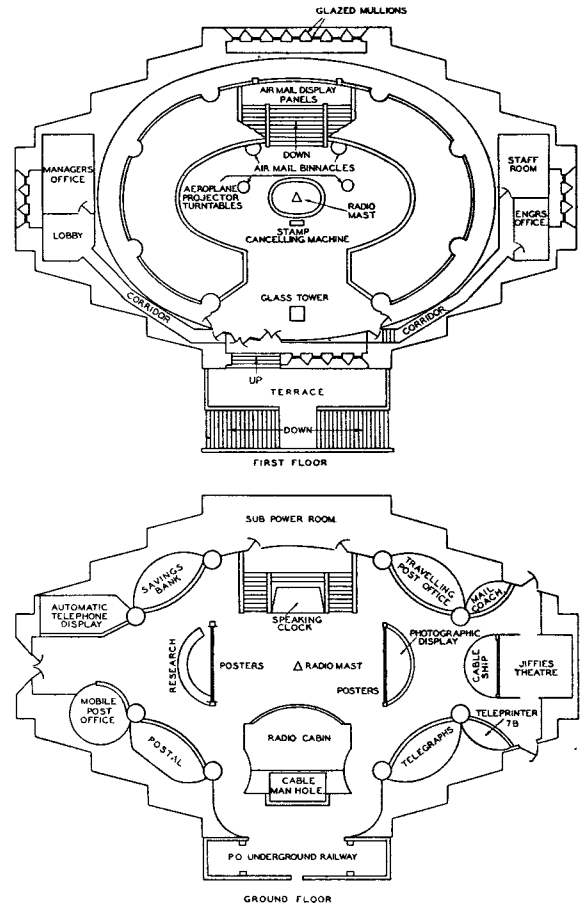 GLAZED MULLIONS
AIR MAIL DISPLAY
PANELS
DOWN
AIR MAIL BINNACLES
MANAGERS
OFFICE
STAFF
ROOM
AEROPLANE
PROJECTOR
TURNTABLES
RADIO
MAST
ENGRS.
OFFICE
LOBBY
STAMP
CANCELLING MACHINE
GLASS TOWER
CORRIDOR
CORRIDOR
UP
TERRACE
DOWN
FIRST FLOOR
SUB POWER ROOM.
SAVINGS
BANK
TRAVELLING
POST OFFICE
MAIL
COACH
AUTOMATIC
TELEPHONE
DISPLAY
SPEAKING
CLOCK
PHOTOGRAPHIC
DISPLAY
RESEARCH
POSTERS
RADIO MAST
POSTERS
CABLE
SHIP
JIFFIES
THEATRE
MOBILE
POST
OFFICE
POSTAL
RADIO CABIN
TELEGRAPHS
TELEPRINTER
7B
CABLE
MAN HOLE
P.O UNDERGROUND RAILWAY
GROUND FLOOR